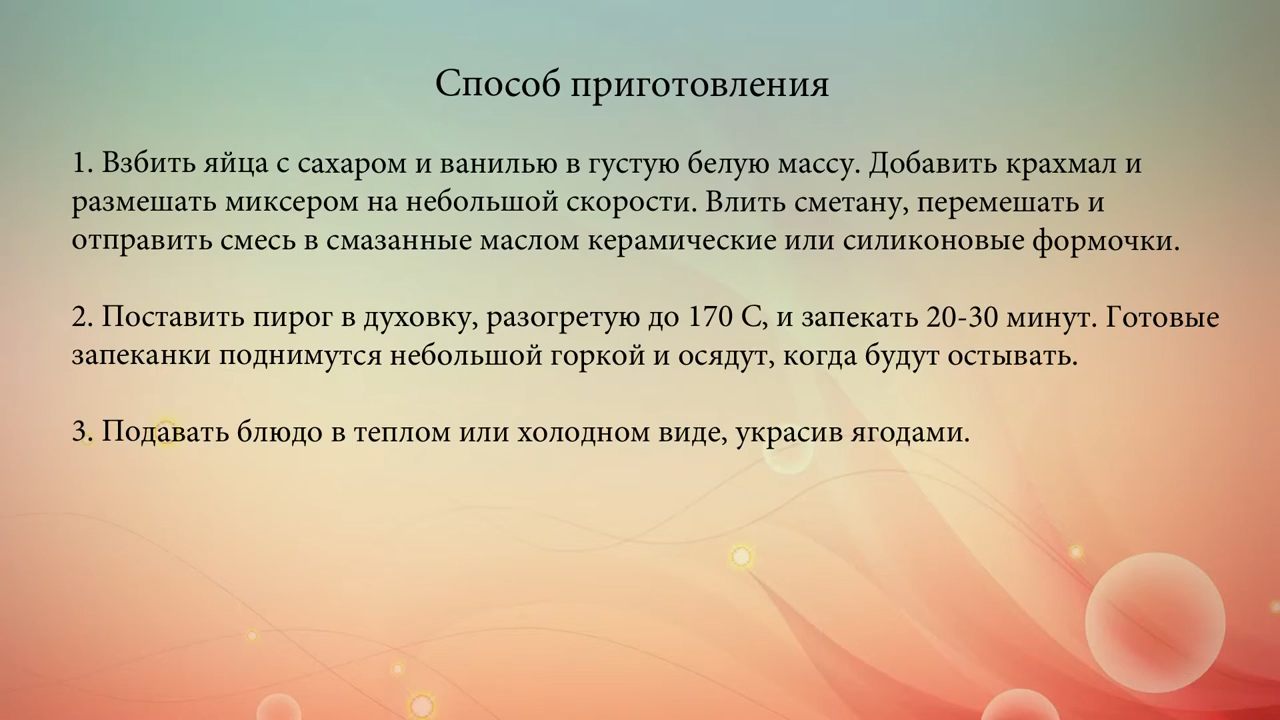 Способ приготовления
1. Взбить яйца с сахаром и ванилью в густую белую массу. Добавить крахмал и
размешать миксером на небольшой скорости. Влить сметану, перемешать и
отправить смесь в смазанные маслом керамические или силиконовые формочки.
2. Поставить пирог в духовку, разогретую до 170 С, и запекать 20-30 минут. Готовые
запеканки поднимутся небольшой горкой и осядут, когда будут остывать.
3. Подавать блюдо в теплом или холодном виде, украсив ягодами.